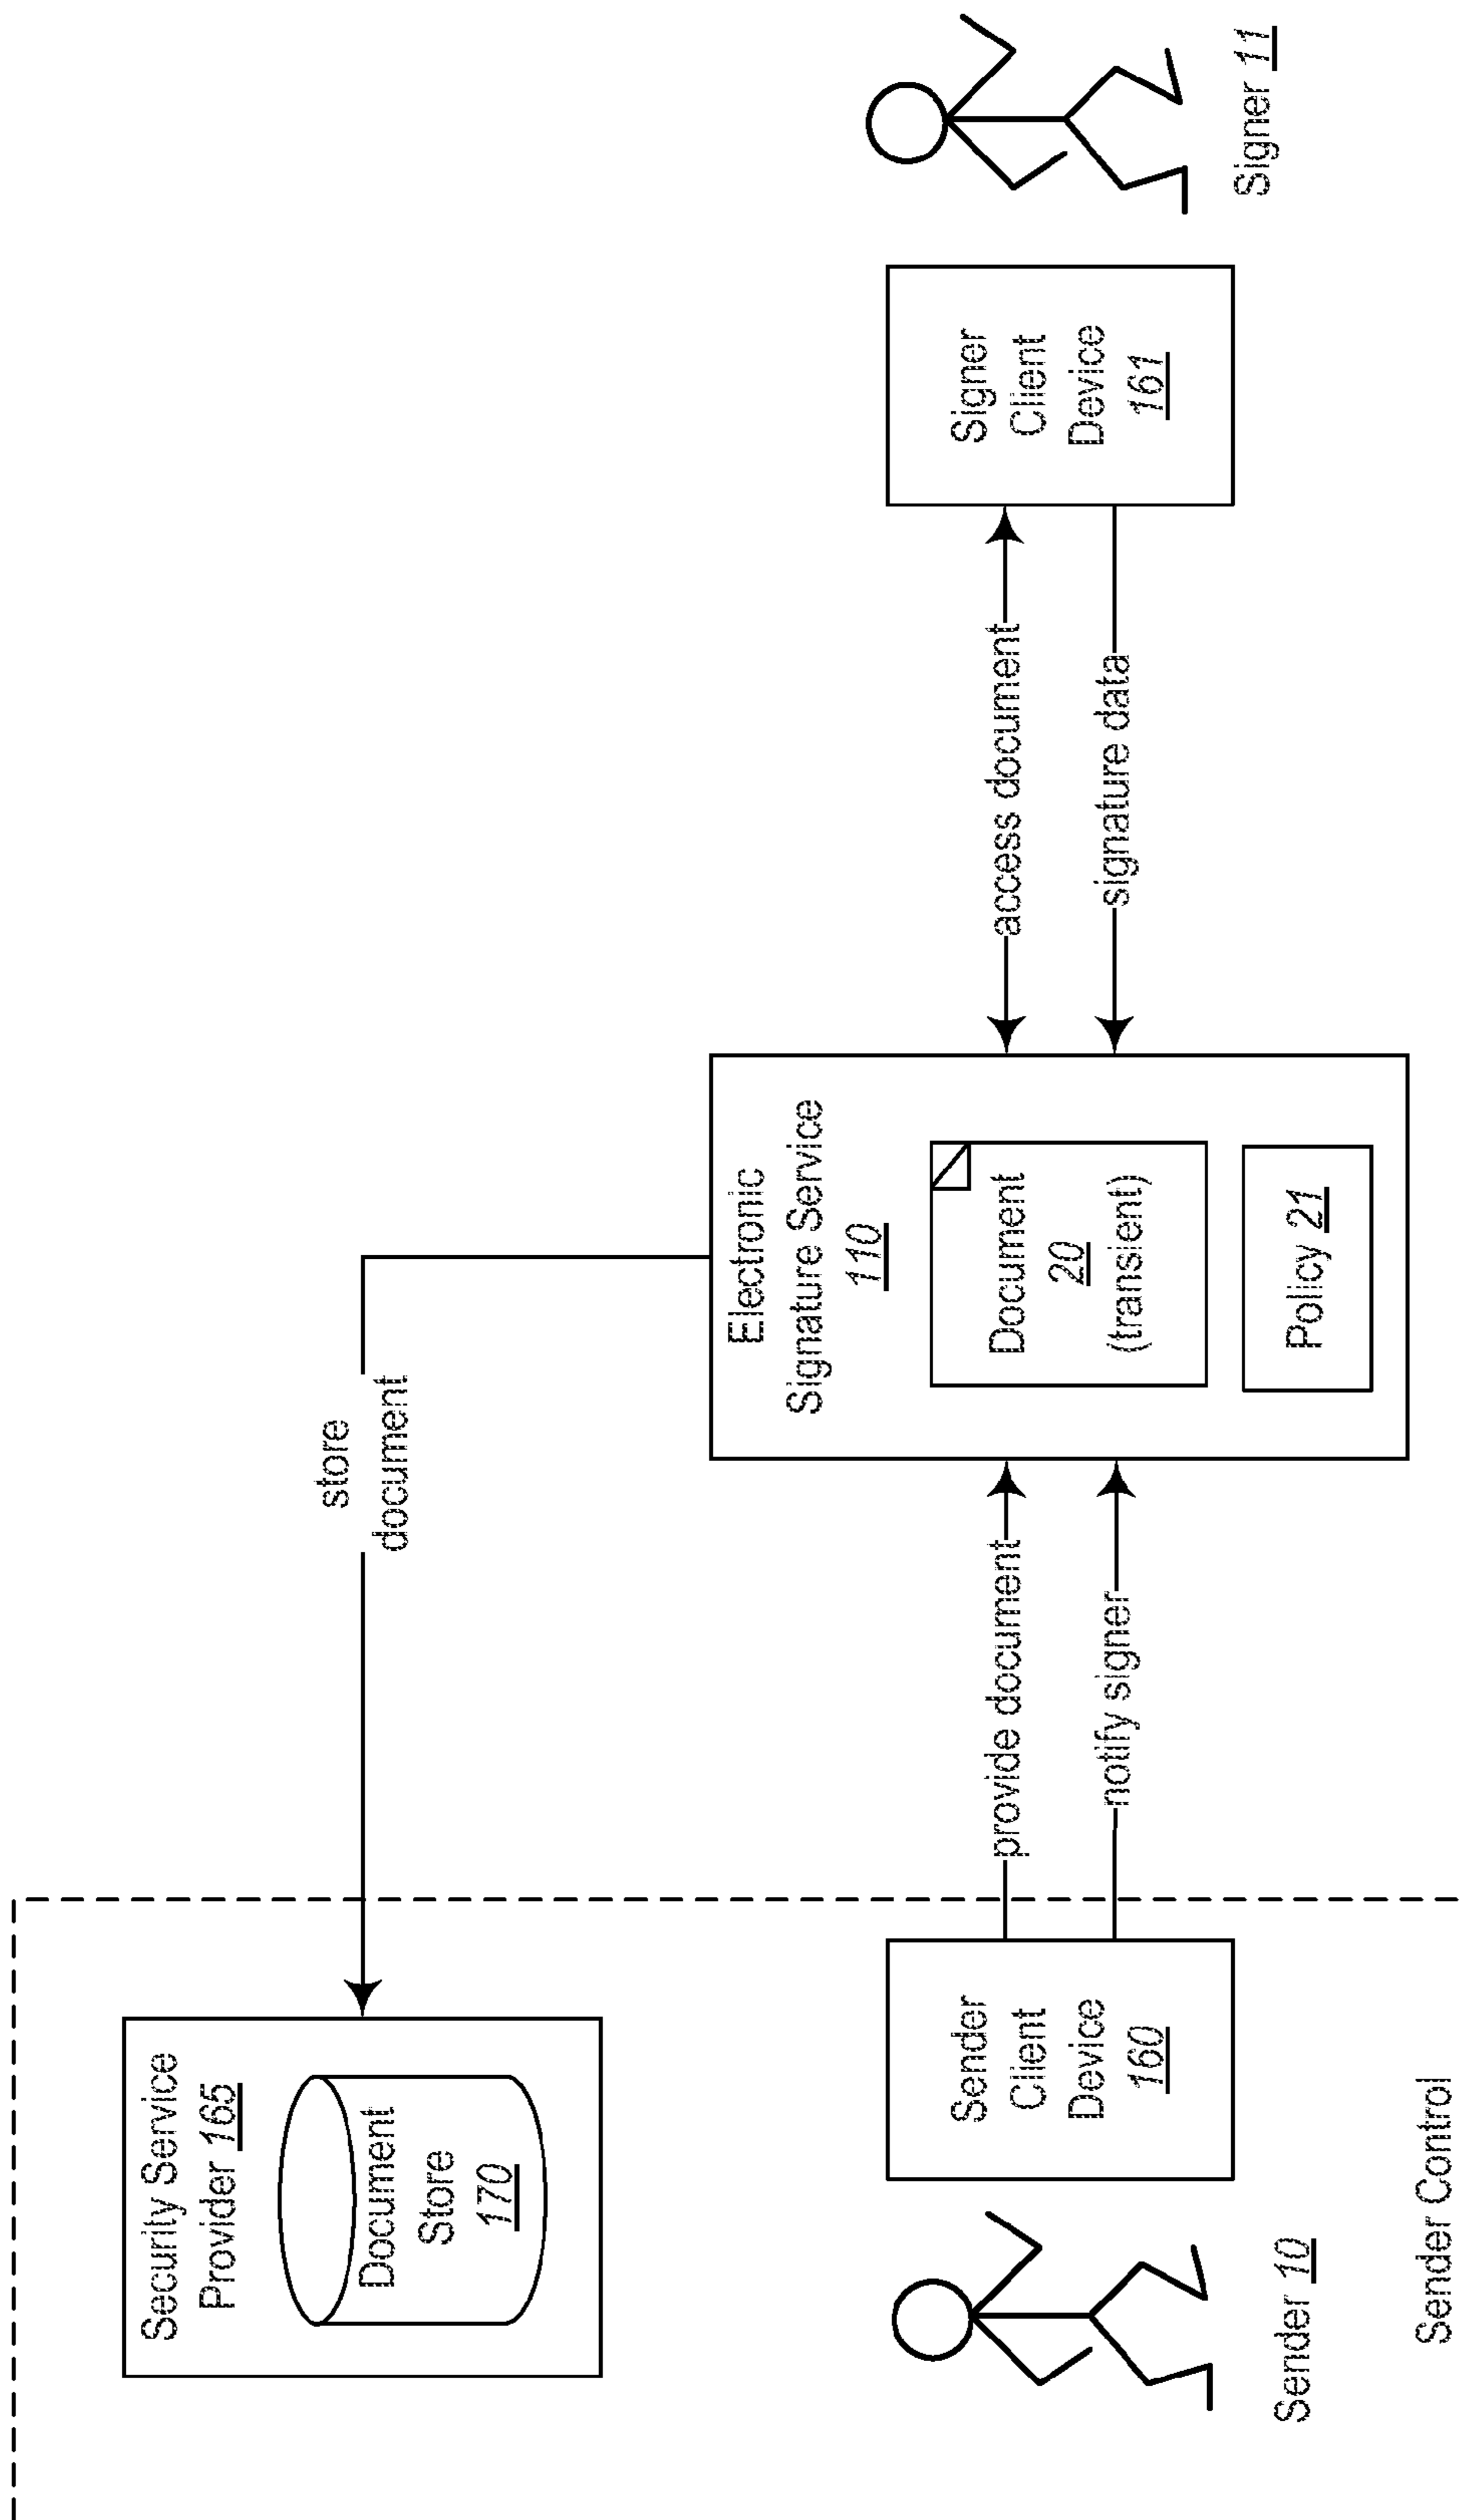 Security Service
Provider 165
Document
Store
170
store
document
Sender
Client
Device
160
Sender 10
Sender Control
provide document
notify signer
Electronic
Signature Service
110
Document
20
(transient)
Policy 21
access document
signature data
Signer
Client
Device
161
Signer 11